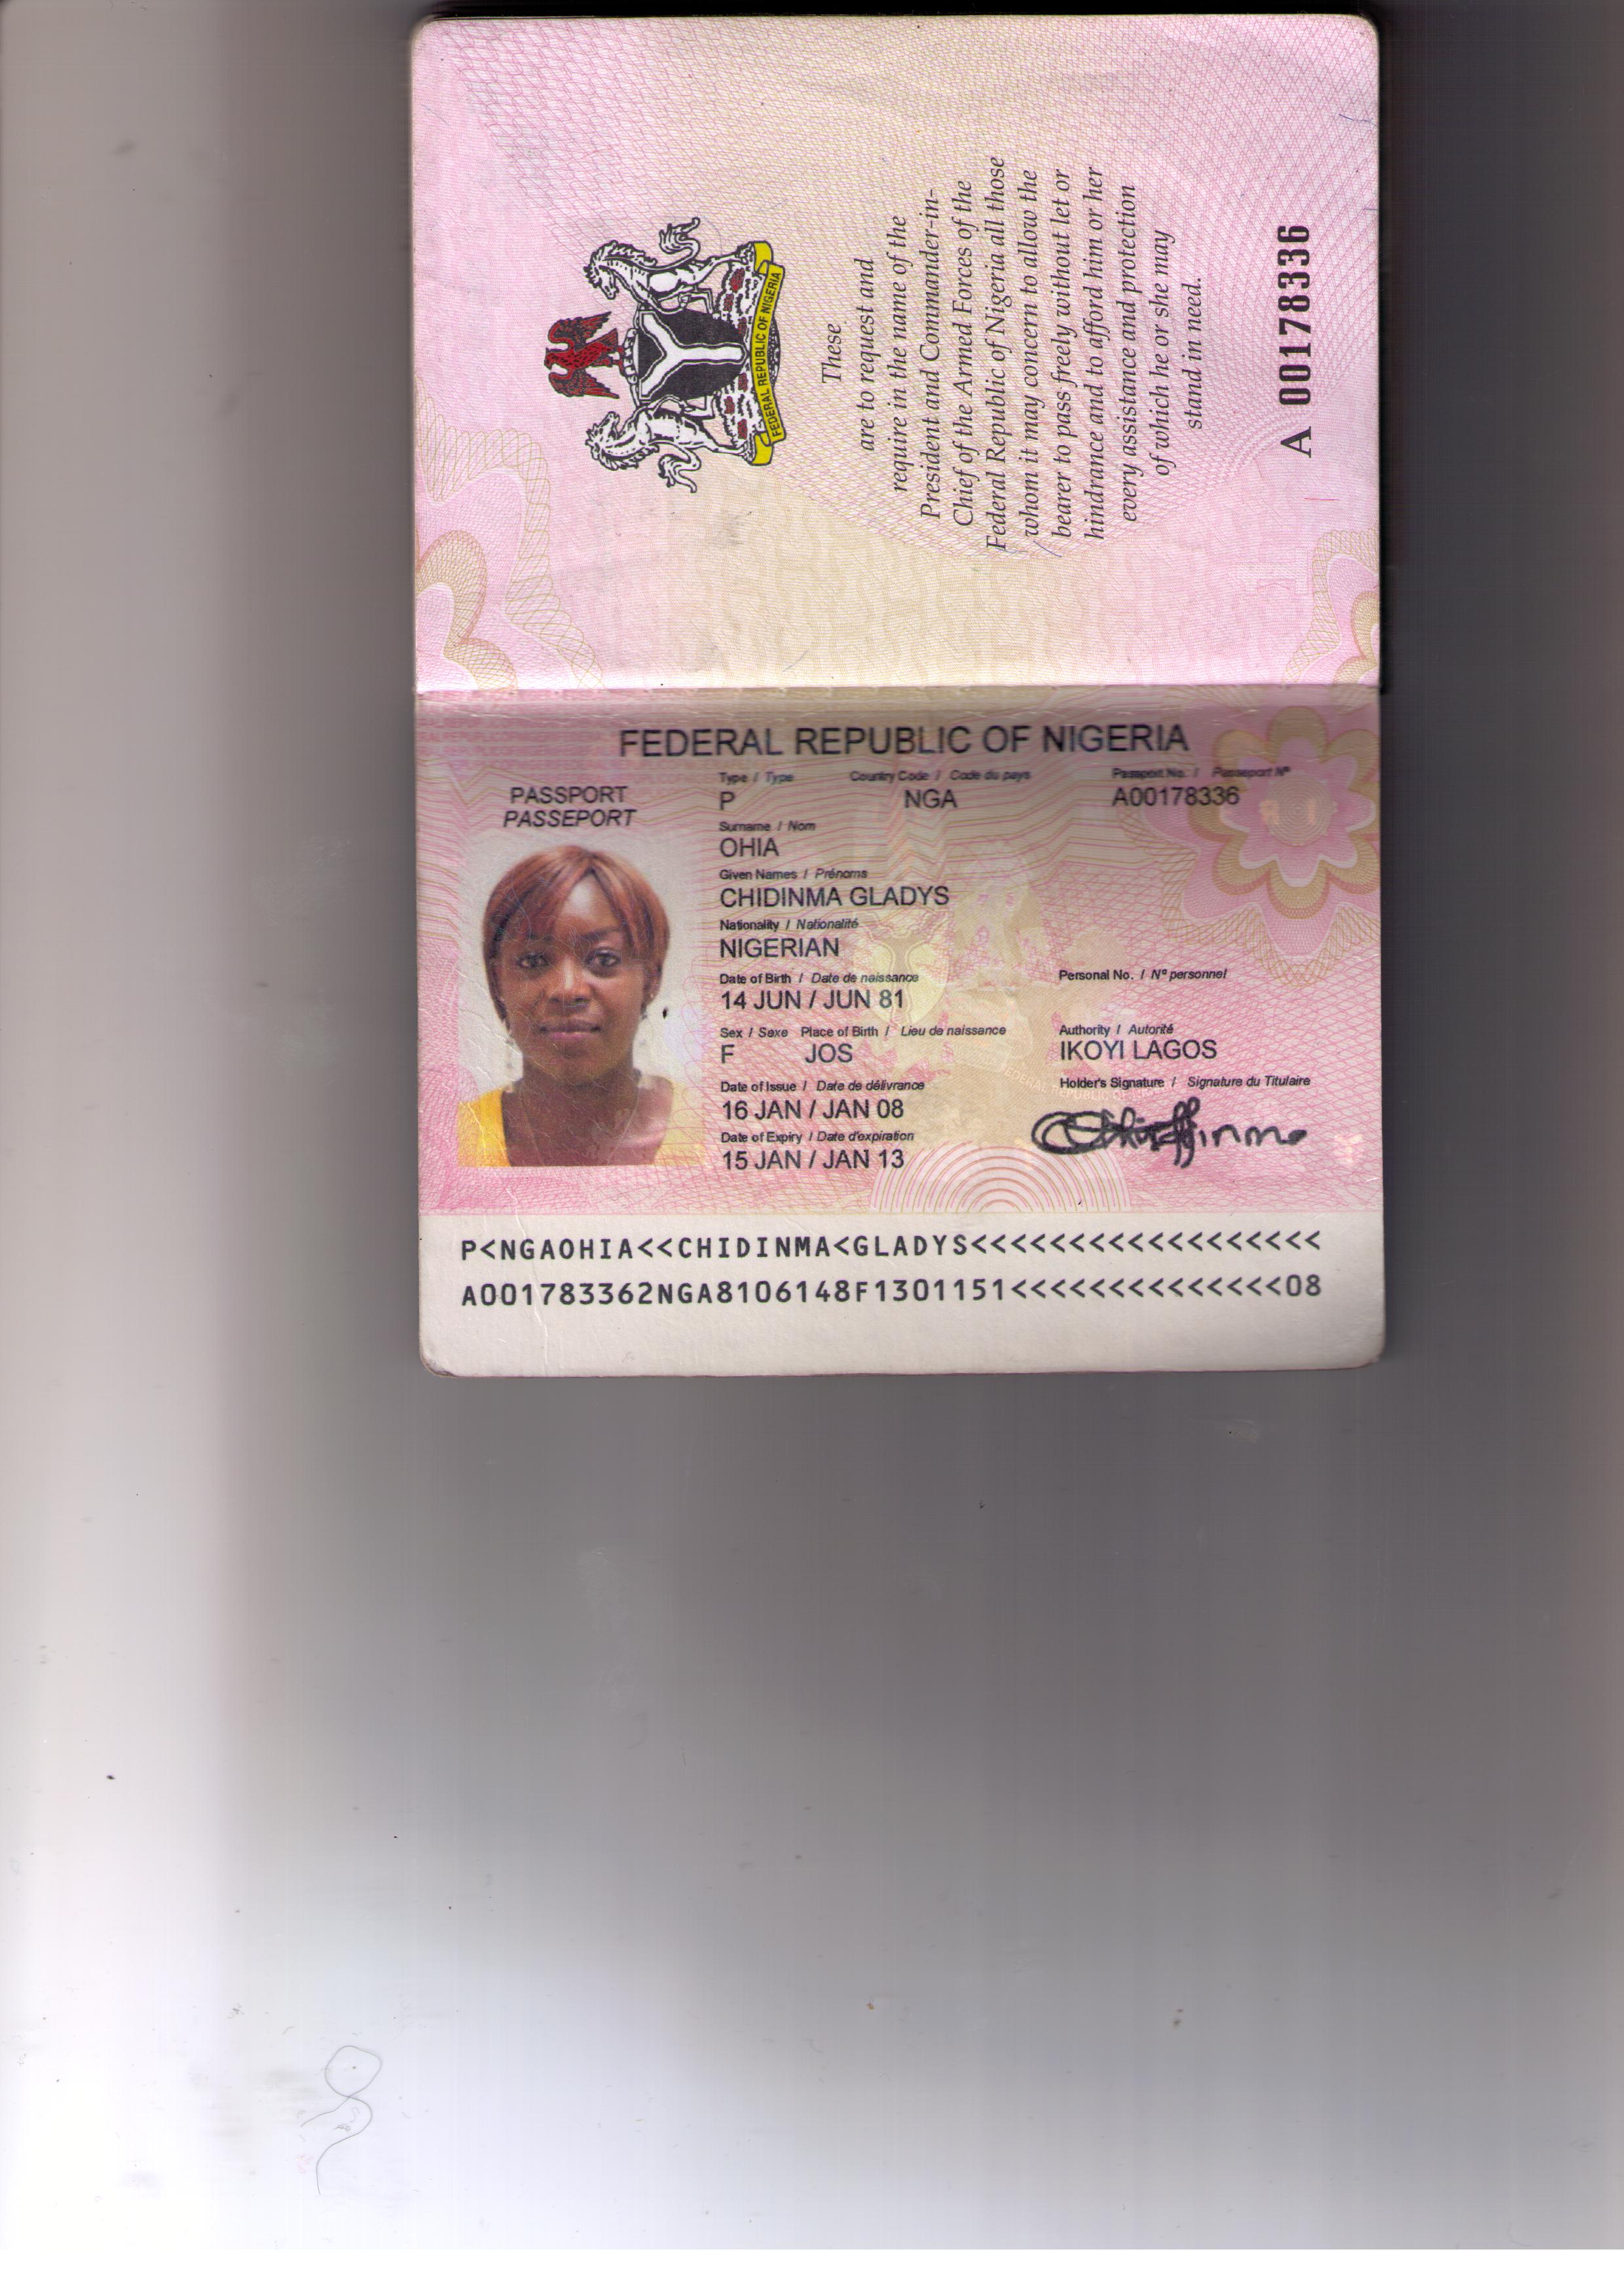 FEDERAL REPUBLIC OF NIGERIA
These
are to request and
require in the name of the
President and Commander-in-
Chief of the Armed Forces of the
Federal Republic of Nigeria all those
whom it may concern to allow the
bearer to pass freely without let or
hindrance and to afford him or her
every assistance and protection
of which he or she may
stand in need.
A 00178336
FEDERAL REPUBLIC OF NIGERIA
PASSPORT
PASSEPORT
Type / Type Country Code / Code du pays Passport No. / Passeport Nº
P NGA A00178336
Surname / Nom
OHIA
Given Names / Prénoms
CHIDINMA GLADYS
Nationality / Nationalité
NIGERIAN
Date of Birth / Date de naissance Personal No. / Nº personnel
14 JUN / JUN 81
Sex / Sexe Place of Birth / Lieu de naissance Authority / Autorité
F JOS IKOYI LAGOS
Date of Issue / Date de délivrance Holder's Signature / Signature du Titulaire
16 JAN / JAN 08
Date of Expiry / Date d'expiration
15 JAN / JAN 13
P<NGAOHIA<<CHIDINMA<GLADYS<<<<<<<<<<<<<<<<<<
A001783362NGA8106148F1301151<<<<<<<<<<<<<<08